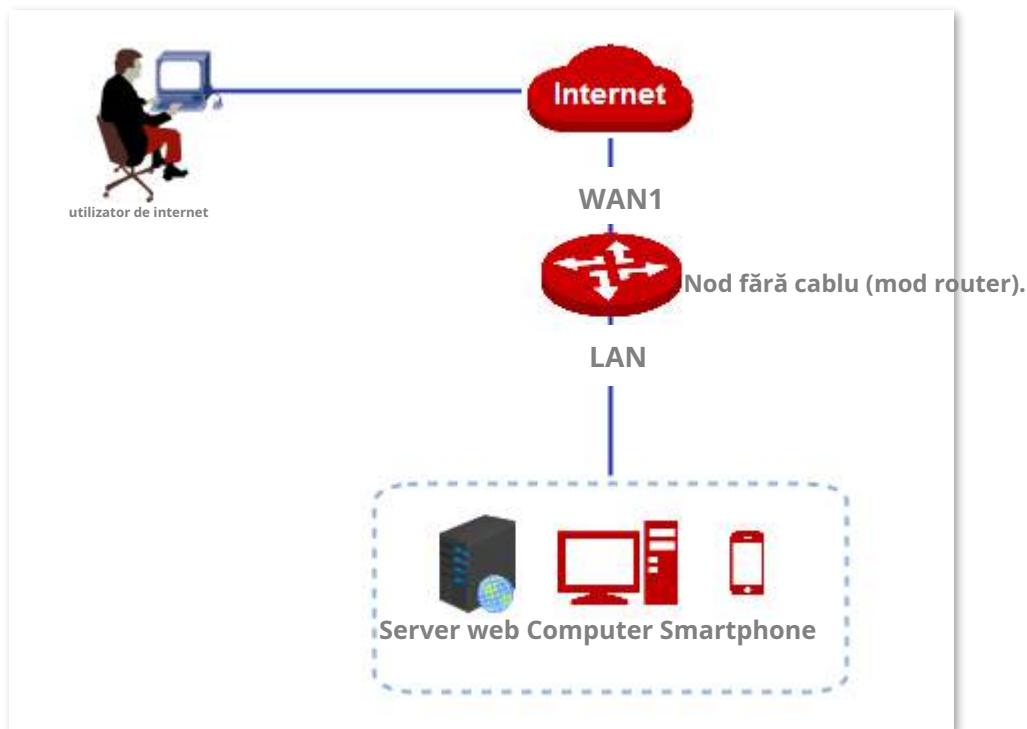 Internet
utilizator de internet
WAN1
Nod fără cablu (mod router).
LAN
Server web Computer Smartphone